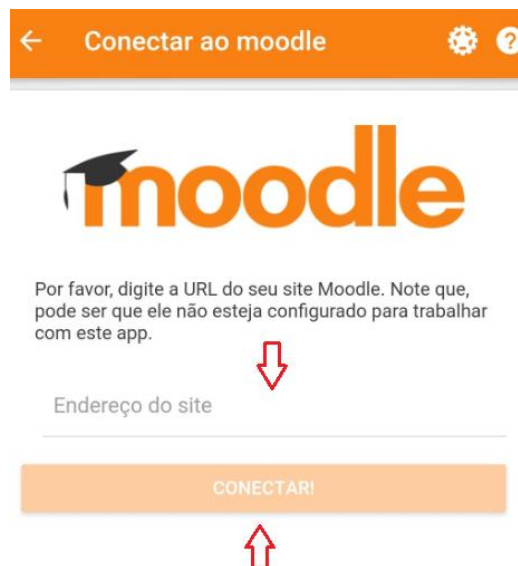 Conectar ao moodle
?
moodle
Por favor, digite a URL do seu site Moodle. Note que,
pode ser que ele não esteja configurado para trabalhar
com este app.
Endereço do site
CONECTAR!